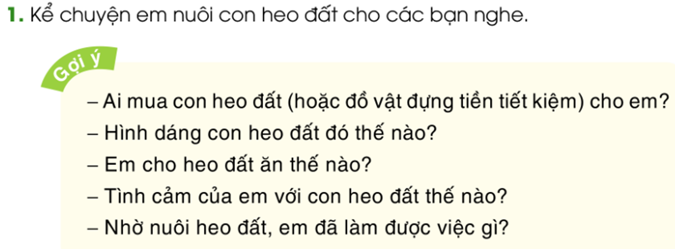 1. Kể chuyện em nuôi con heo đất cho các bạn nghe.
Gợi ý
– Ai mua con heo đất (hoặc đồ vật đựng tiền tiết kiệm) cho em?
– Hình dáng con heo đất đó thế nào?
– Em cho heo đất ăn thế nào?
– Tình cảm của em với con heo đất thế nào?
– Nhờ nuôi heo đất, em đã làm được việc gì?